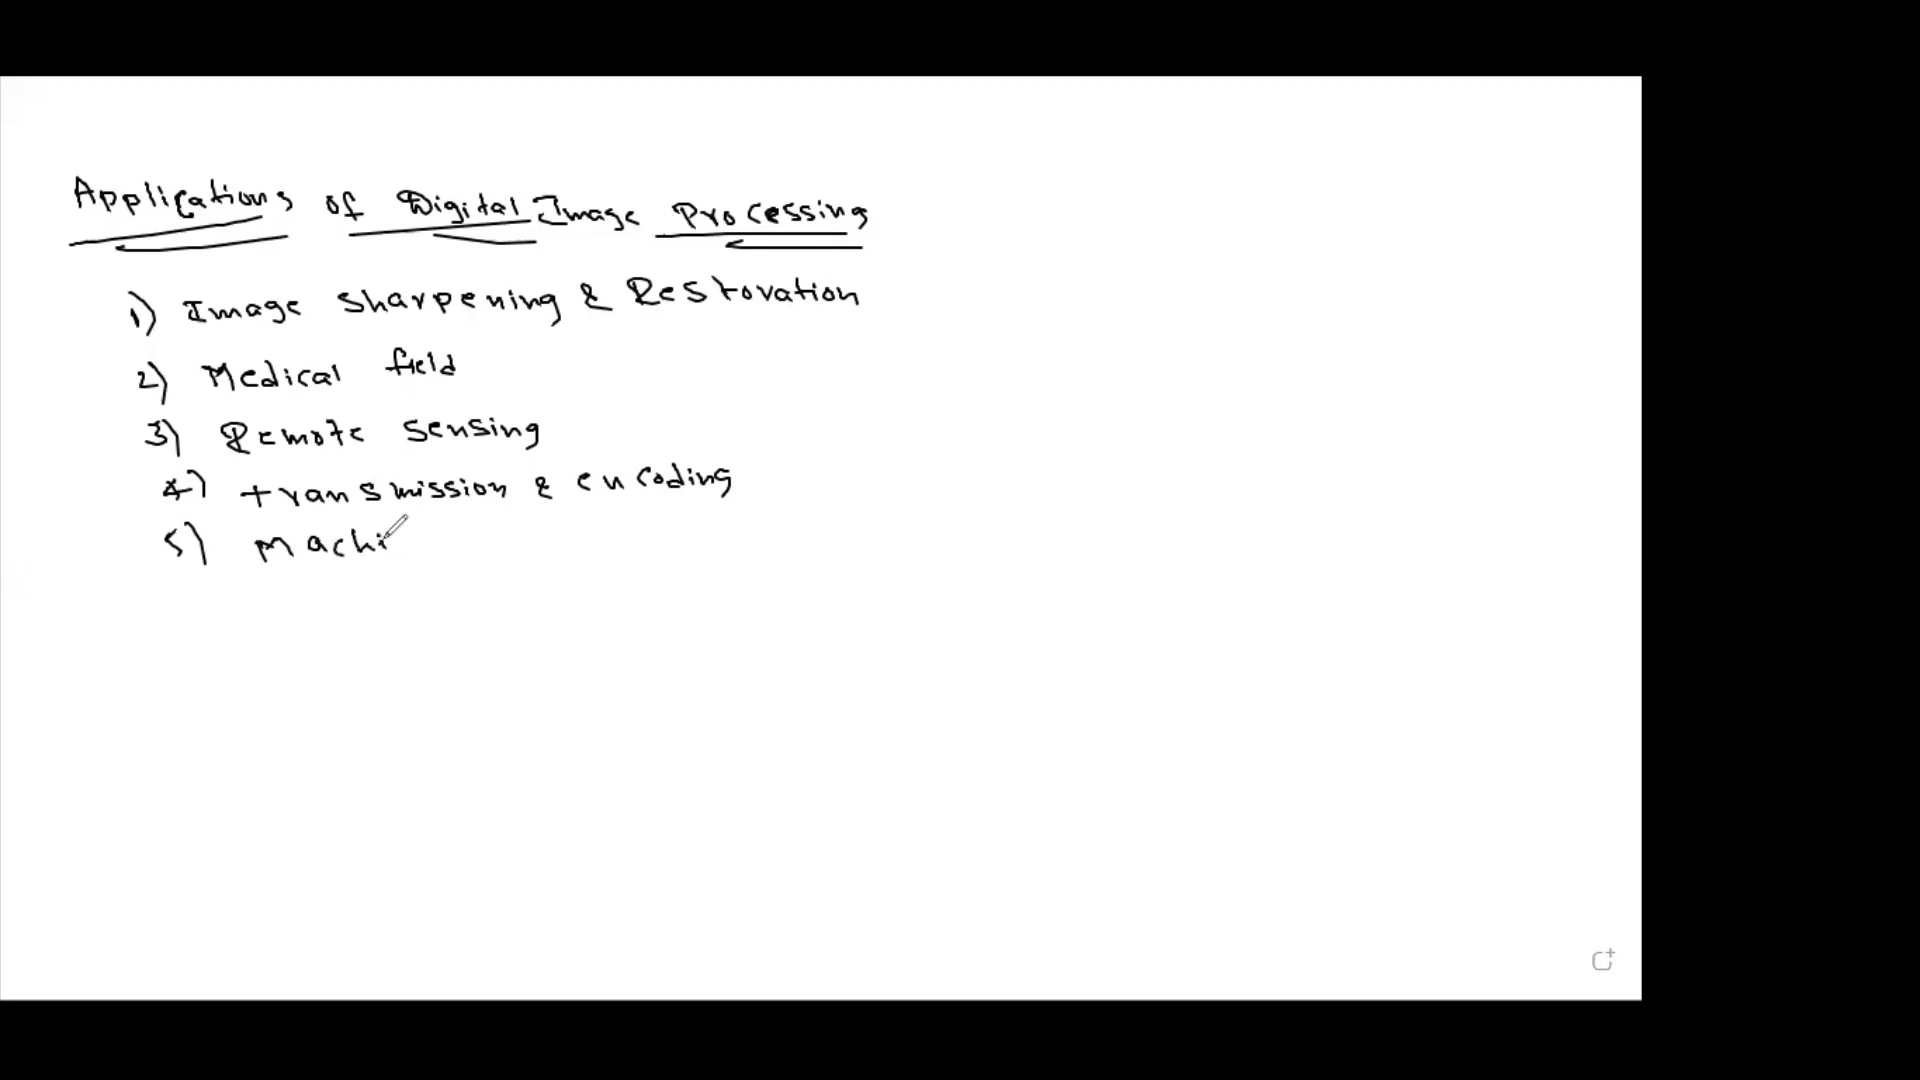 Applications of Digital Image Processing
1) Image sharpening & Restoration
2) Medical field
3) Remote sensing
4) transmission & encoding
5) Machi